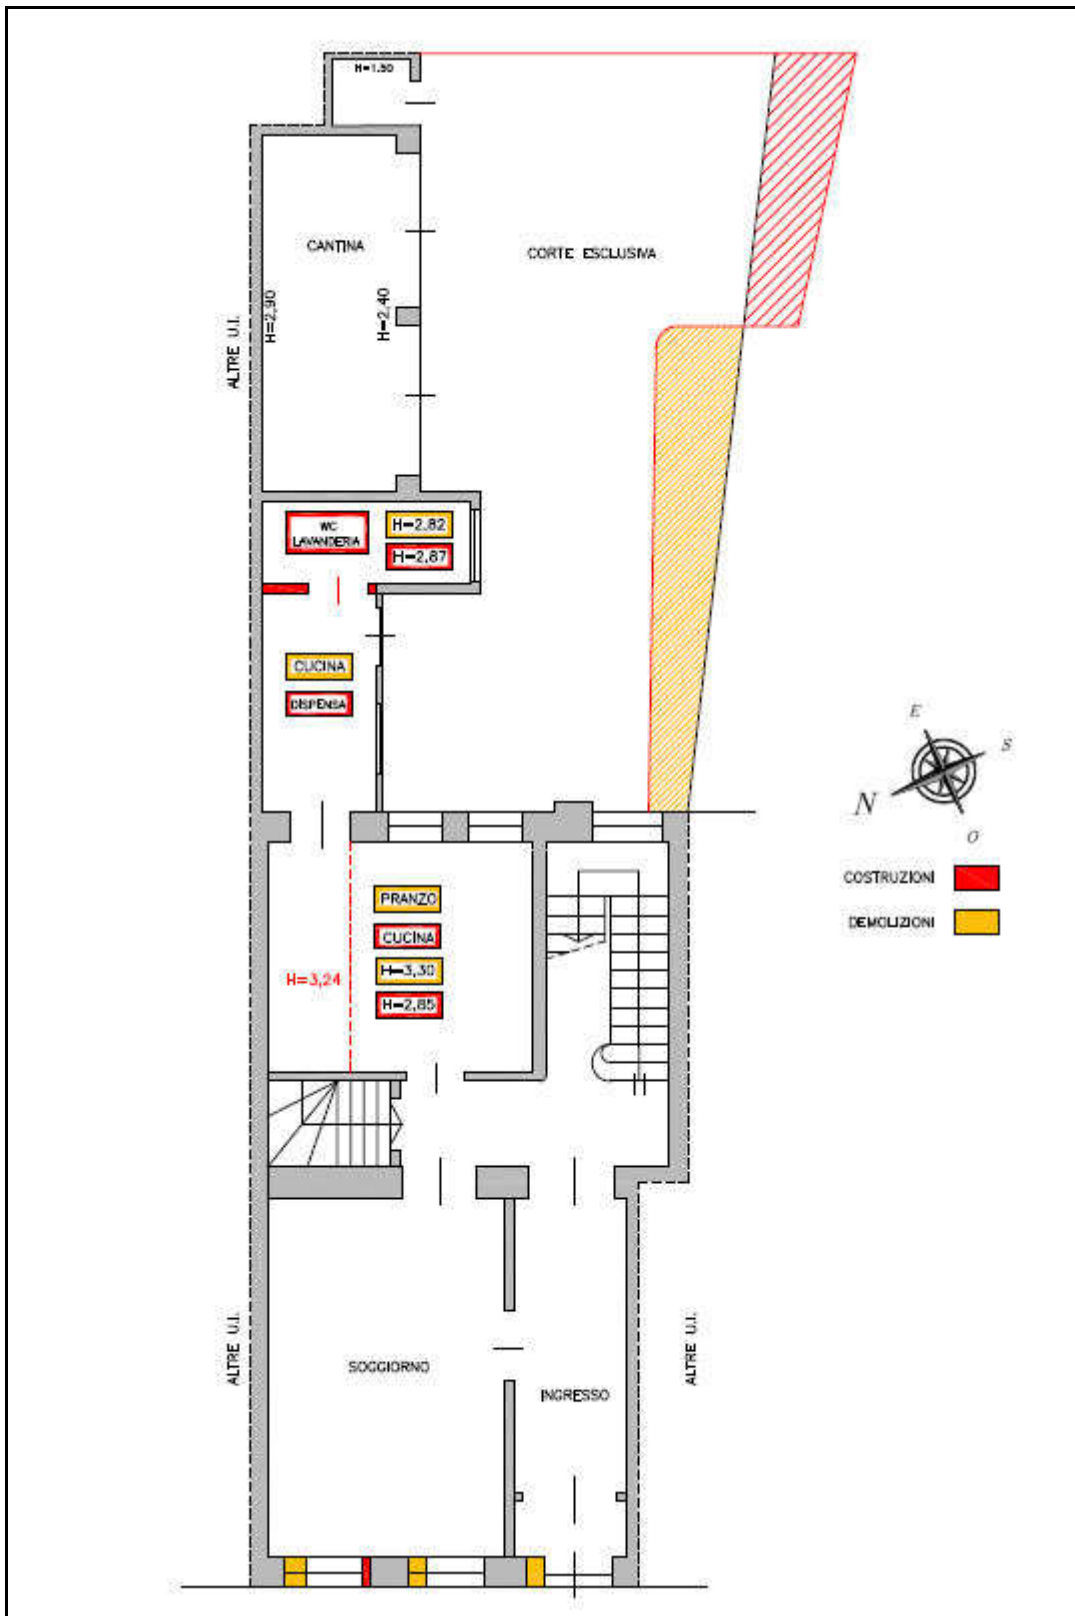 H=1.50
CANTINA
CORTE ESCLUSIVA
H=2,90
H=2,40
ALTRE U.I.
WC
LAVANDERIA
H=2,82
H=2,87
CUCINA
DISPENSA
E
S
N
O
COSTRUZIONI
DEMOLIZIONI
PRANZO
CUCINA
H=3,30
H=2,85
H=3,24
ALTRE U.I.
SOGGIORNO
INGRESSO
ALTRE U.I.